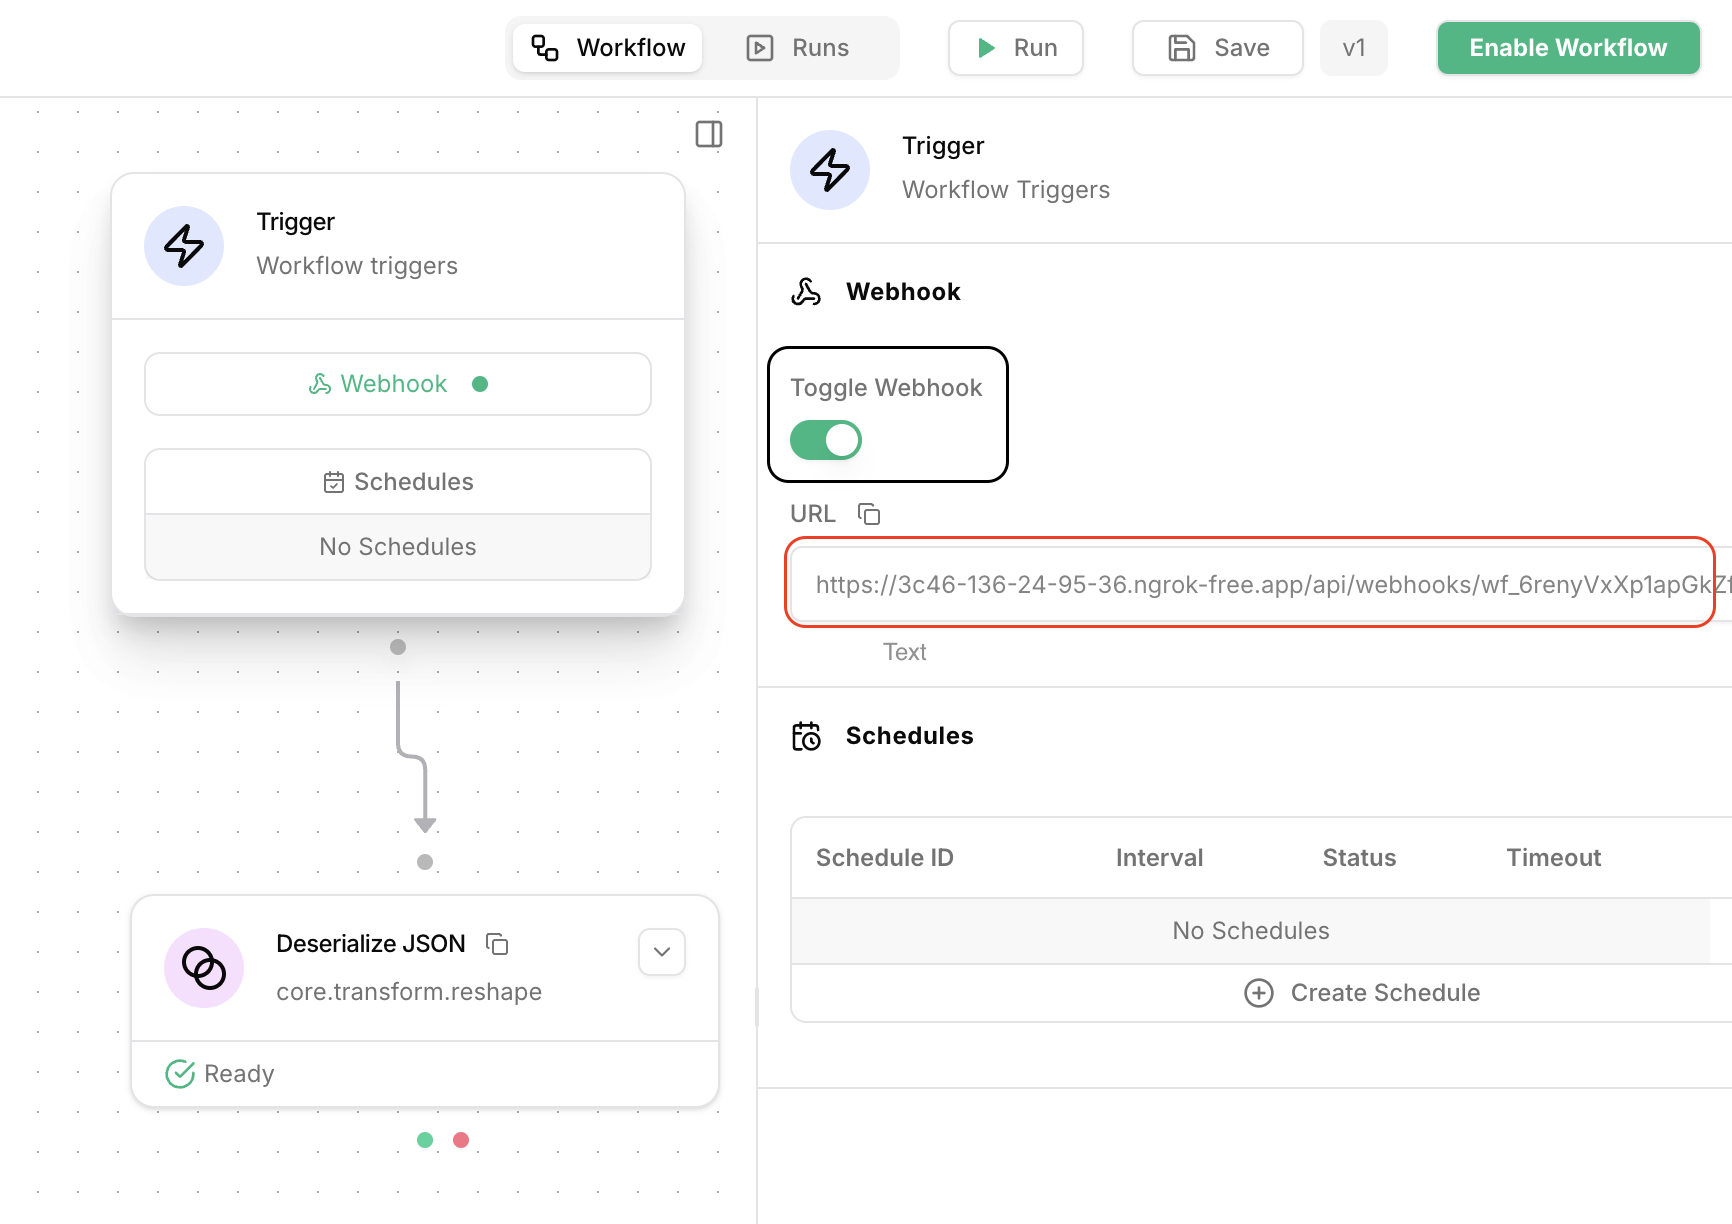 Workflow
Runs
Run
Save
v1
Enable Workflow
Trigger
Workflow triggers
Webhook
Schedules
No Schedules
Deserialize JSON
core.transform.reshape
Ready
Trigger
Workflow Triggers
Webhook
Toggle Webhook
URL
https://3c46-136-24-95-36.ngrok-free.app/api/webhooks/wf_6renyVxXp1apGkZf
Text
Schedules
Schedule ID Interval Status Timeout
No Schedules
Create Schedule